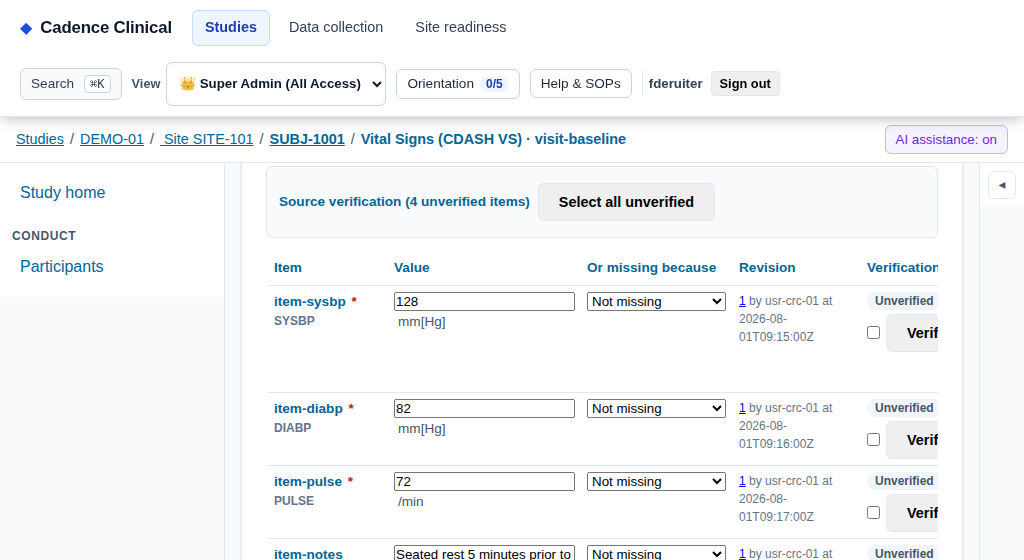 ◆ Cadence Clinical Studies Data collection Site readiness
Search ⌘K View 👑 Super Admin (All Access) Orientation 0/5 Help & SOPs fderuiter Sign out
Studies / DEMO-01 / Site SITE-101 / SUBJ-1001 / Vital Signs (CDASH VS) · visit-baseline AI assistance: on
Study home
CONDUCT
Participants
Source verification (4 unverified items) Select all unverified
Item Value Or missing because Revision Verification
item-sysbp * 128 Not missing 1 by usr-crc-01 at Unverified
SYSBP mm[Hg] 2026-08-
01T09:15:00Z Verif
item-diabp * 82 Not missing 1 by usr-crc-01 at Unverified
DIABP mm[Hg] 2026-08-
01T09:16:00Z Verif
item-pulse * 72 Not missing 1 by usr-crc-01 at Unverified
PULSE /min 2026-08-
01T09:17:00Z Verif
item-notes Seated rest 5 minutes prior to Not missing 1 by usr-crc-01 at Unverified